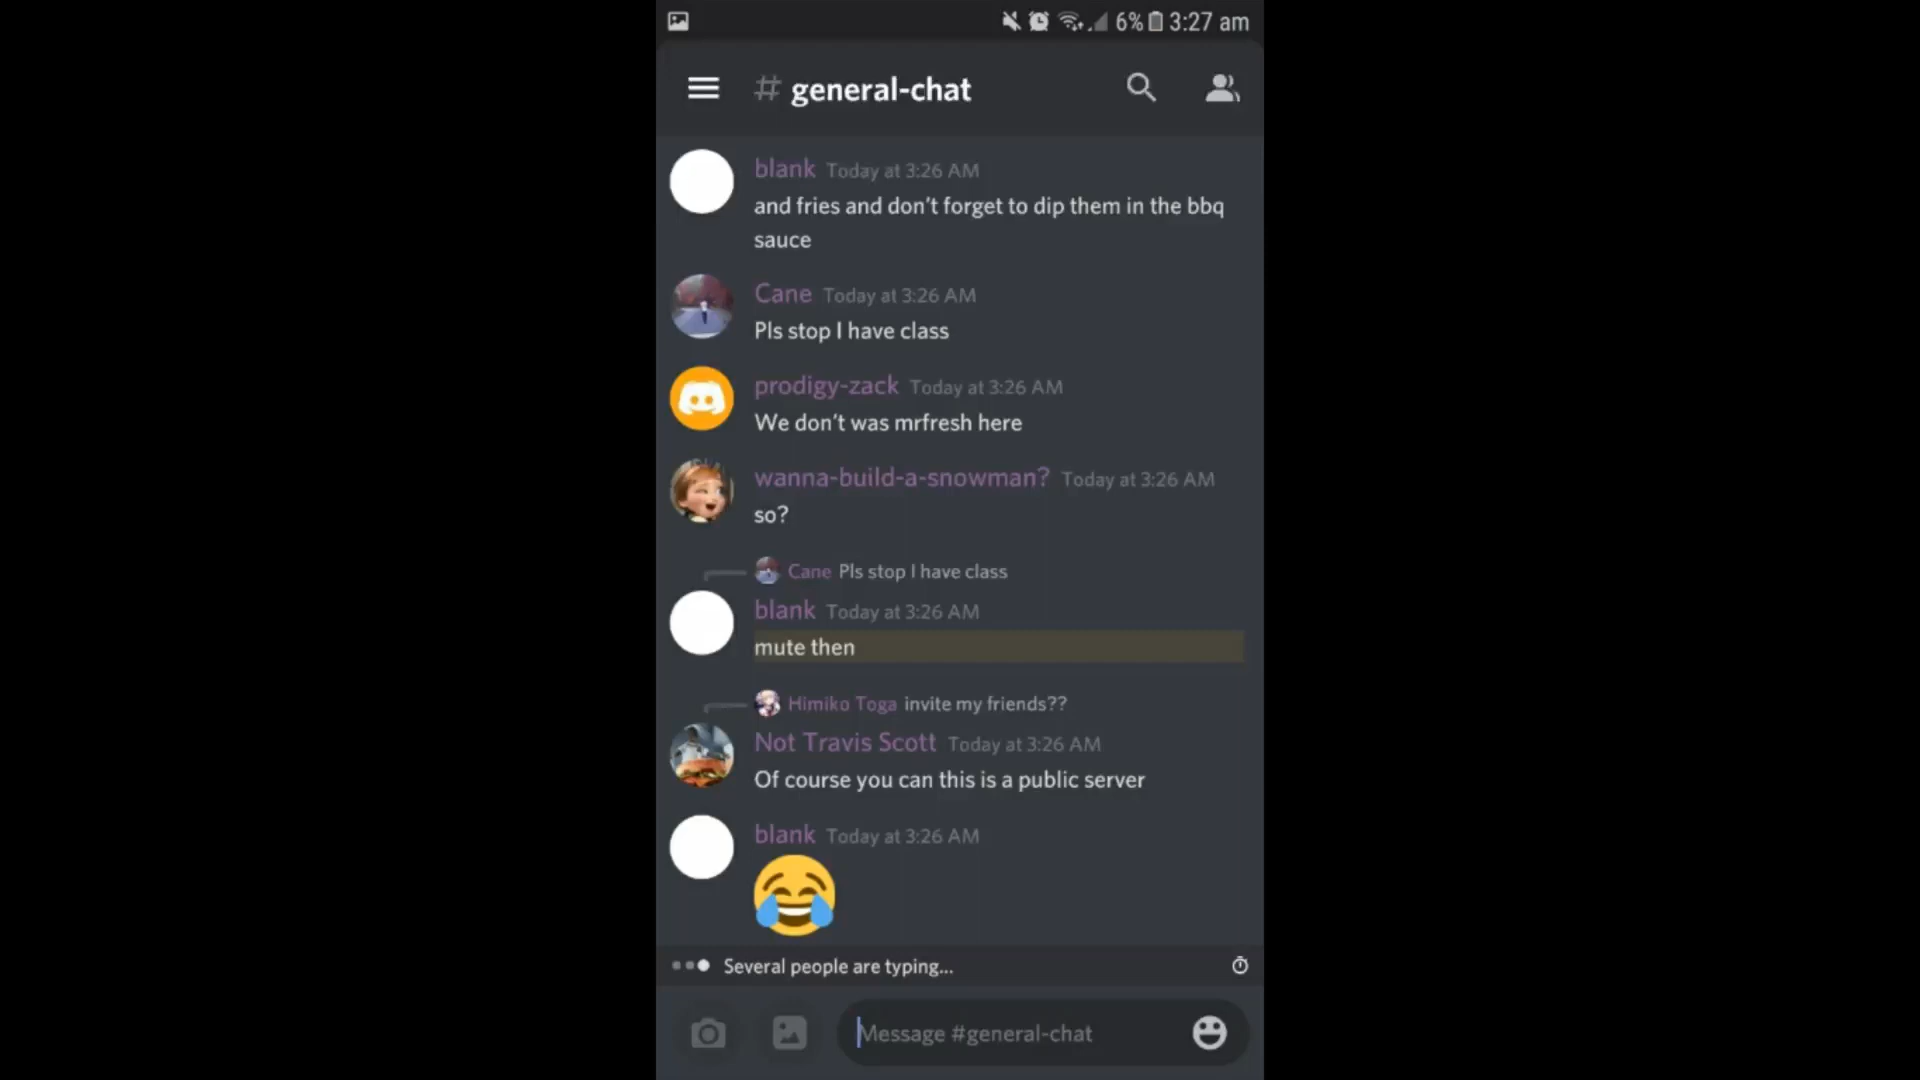 6% 3:27 am
# general-chat
blank Today at 3:26 AM
and fries and don't forget to dip them in the bbq
sauce
Cane Today at 3:26 AM
Pls stop I have class
prodigy-zack Today at 3:26 AM
We don't was mrfresh here
wanna-build-a-snowman? Today at 3:26 AM
so?
Cane Pls stop I have class
blank Today at 3:26 AM
mute then
Himiko Toga invite my friends??
Not Travis Scott Today at 3:26 AM
Of course you can this is a public server
blank Today at 3:26 AM
Several people are typing...
Message #general-chat